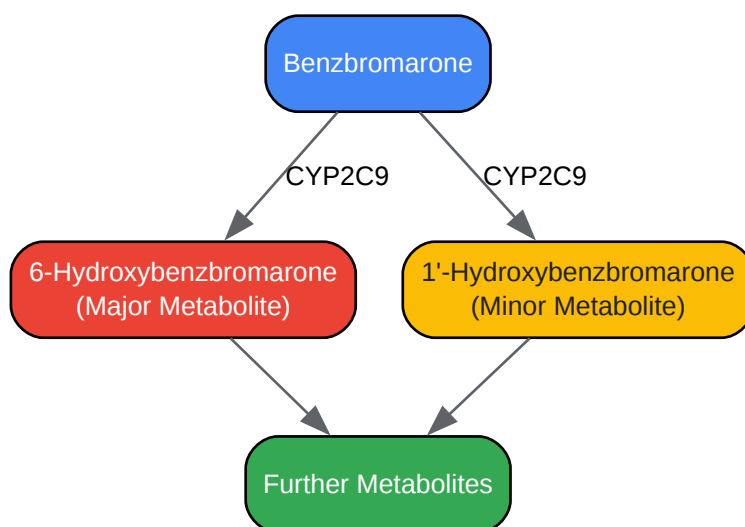 Benzbromarone
CYP2C9
CYP2C9
6-Hydroxybenzbromarone
(Major Metabolite)
1'-Hydroxybenzbromarone
(Minor Metabolite)
Further Metabolites